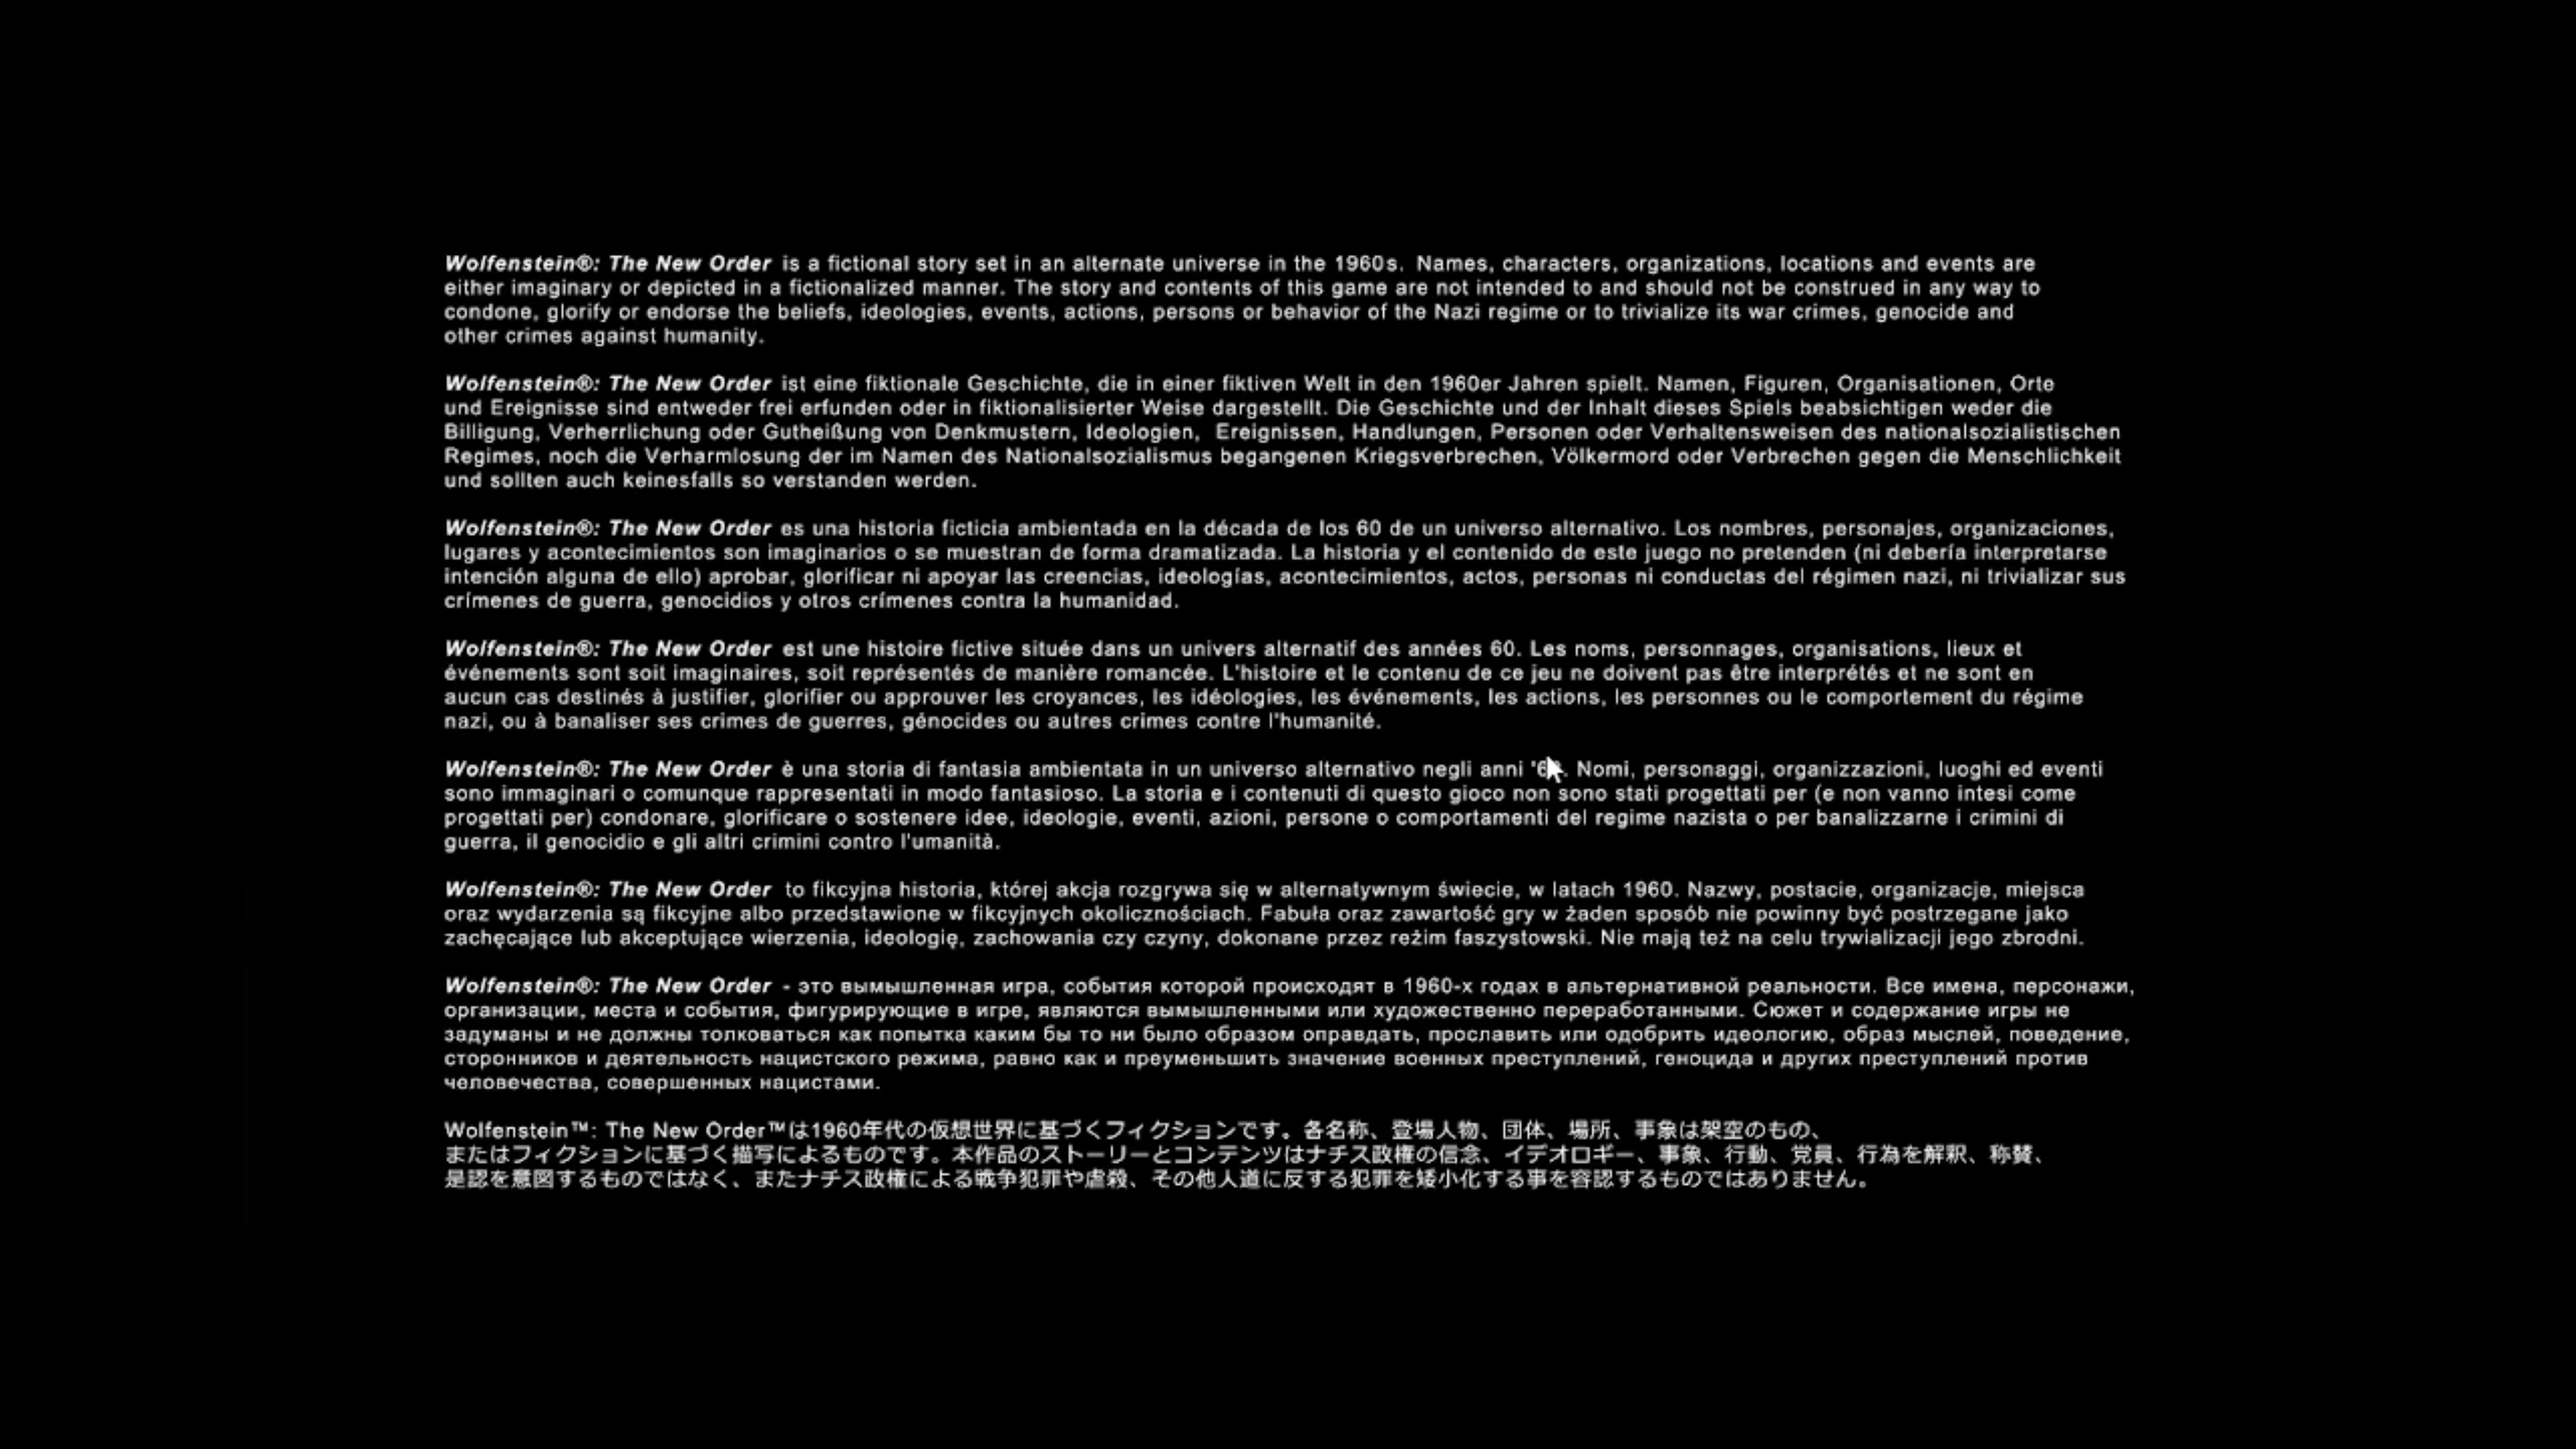 Wolfenstein®: The New Order is a fictional story set in an alternate universe in the 1960s. Names, characters, organizations, locations and events are
either imaginary or depicted in a fictionalized manner. The story and contents of this game are not intended to and should not be construed in any way to
condone, glorify or endorse the beliefs, ideologies, events, actions, persons or behavior of the Nazi regime or to trivialize its war crimes, genocide and
other crimes against humanity.
Wolfenstein®: The New Order ist eine fiktionale Geschichte, die in einer fiktiven Welt in den 1960er Jahren spielt. Namen, Figuren, Organisationen, Orte
und Ereignisse sind entweder frei erfunden oder in fiktionalisierter Weise dargestellt. Die Geschichte und der Inhalt dieses Spiels beabsichtigen weder die
Billigung, Verherrlichung oder Gutheißung von Denkmustern, Ideologien, Ereignissen, Handlungen, Personen oder Verhaltensweisen des nationalsozialistischen
Regimes, noch die Verharmlosung der im Namen des Nationalsozialismus begangenen Kriegsverbrechen, Völkermord oder Verbrechen gegen die Menschlichkeit
und sollten auch keinesfalls so verstanden werden.
Wolfenstein®: The New Order es una historia ficticia ambientada en la década de los 60 de un universo alternativo. Los nombres, personajes, organizaciones,
lugares y acontecimientos son imaginarios o se muestran de forma dramatizada. La historia y el contenido de este juego no pretenden (ni debería interpretarse
intención alguna de ello) aprobar, glorificar ni apoyar las creencias, ideologías, acontecimientos, actos, personas ni conductas del régimen nazi, ni trivializar sus
crímenes de guerra, genocidios y otros crímenes contra la humanidad.
Wolfenstein®: The New Order est une histoire fictive située dans un univers alternatif des années 60. Les noms, personnages, organisations, lieux et
événements sont soit imaginaires, soit représentés de manière romancée. L'histoire et le contenu de ce jeu ne doivent pas être interprétés et ne sont en
aucun cas destinés à justifier, glorifier ou approuver les croyances, les idéologies, les événements, les actions, les personnes ou le comportement du régime
nazi, ou à banaliser ses crimes de guerres, génocides ou autres crimes contre l'humanité.
Wolfenstein®: The New Order è una storia di fantasia ambientata in un universo alternativo negli anni Nomi, personaggi, organizzazioni, luoghi ed eventi
sono immaginari o comunque rappresentati in modo fantasioso. La storia e i contenuti di questo gioco non sono stati progettati per (e non vanno intesi come
progettati per) condonare, glorificare o sostenere idee, ideologie, eventi, azioni, persone o comportamenti del regime nazista o per banalizzarne i crimini di
guerra, il genocidio e gli altri crimini contro l'umanità.
Wolfenstein®: The New Order to fikcyjna historia, której akcja rozgrywa się w alternatywnym świecie, w latach 1960. Nazwy, postacie, organizacje, miejsca
oraz wydarzenia są fikcyjne albo przedstawione w fikcyjnych okolicznościach. Fabuła oraz zawartość gry w żaden sposób nie powinny być postrzegane jako
zachęcające lub akceptujące wierzenia, ideologię, zachowania czy czyny, dokonane przez reżim faszystowski. Nie mają też na celu trywializacji jego zbrodni.
Wolfenstein®: The New Order - это вымышленная игра, события которой происходят в 1960-х годах в альтернативной реальности. Все имена, персонажи,
организации, места и события, фигурирующие в игре, являются вымышленными или художественно переработанными. Сюжет и содержание игры не
задуманы и не должны толковаться как попытка каким бы то ни было образом оправдать, прославить или одобрить идеологию, образ мыслей, поведение,
сторонников и деятельность нацистского режима, равно как и преуменьшить значение военных преступлений, геноцида и других преступлений против
человечества, совершенных нацистами.
Wolfenstein™: The New Order™は1960年代の仮想世界に基づくフィクションです。各名称、登場人物、団体、場所、事象は架空のもの、
またはフィクションに基づく描写によるものです。本作品のストーリーとコンテンツはナチス政権の信念、イデオロギー、事象、行動、党員、行為を解釈、称賛、
是認を意図するものではなく、またナチス政権による戦争犯罪や虐殺、その他人道に反する犯罪を矮小化する事を容認するものではありません。